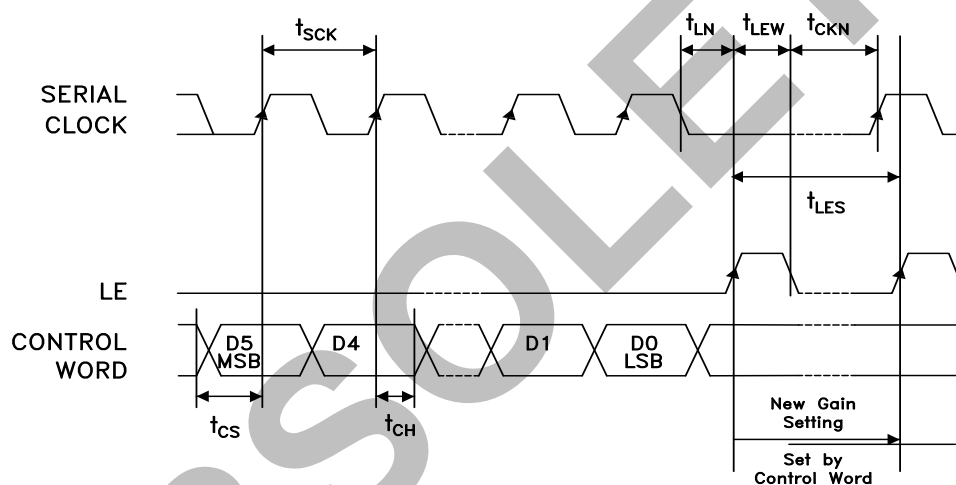 tSCK
tLN tLEW tCKN
SERIAL
CLOCK
tLES
LE
CONTROL
WORD
D5
MSB
D4
D1
D0
LSB
tCS
tCH
New Gain
Setting
Set by
Control Word